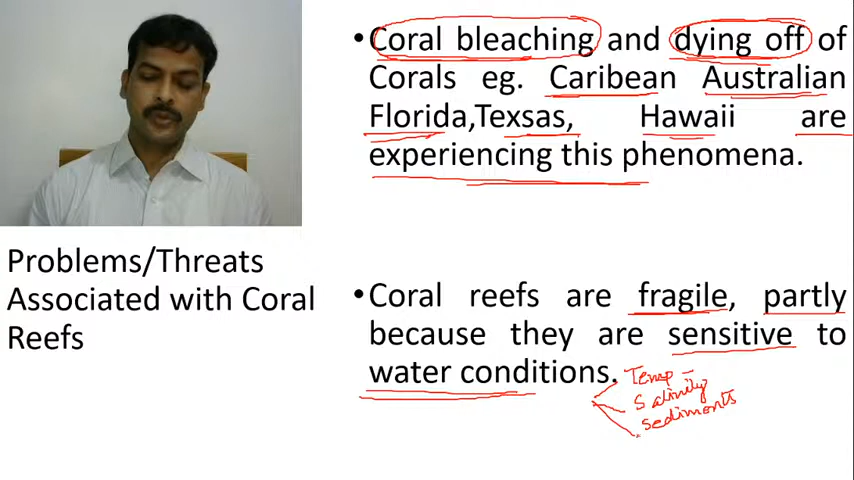 • Coral bleaching and dying off of
Corals eg. Caribean Australian
Florida,Texsas, Hawaii are
experiencing this phenomena.
Problems/Threats
Associated with Coral
Reefs
• Coral reefs are fragile, partly
because they are sensitive to
water conditions.
Temp –
Salinity
sediments